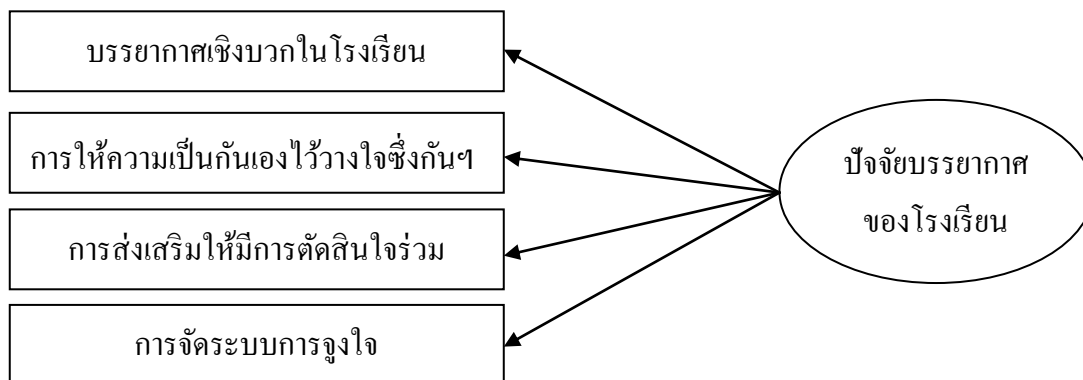 บรรยากาศเชิงบวกในโรงเรียน
การให้ความเป็นกันเองไว้วางใจซึ่งกันฯ
การส่งเสริมให้มีการตัดสินใจร่วม
การจัดระบบการจูงใจ
ปัจจัยบรรยากาศ
ของโรงเรียน